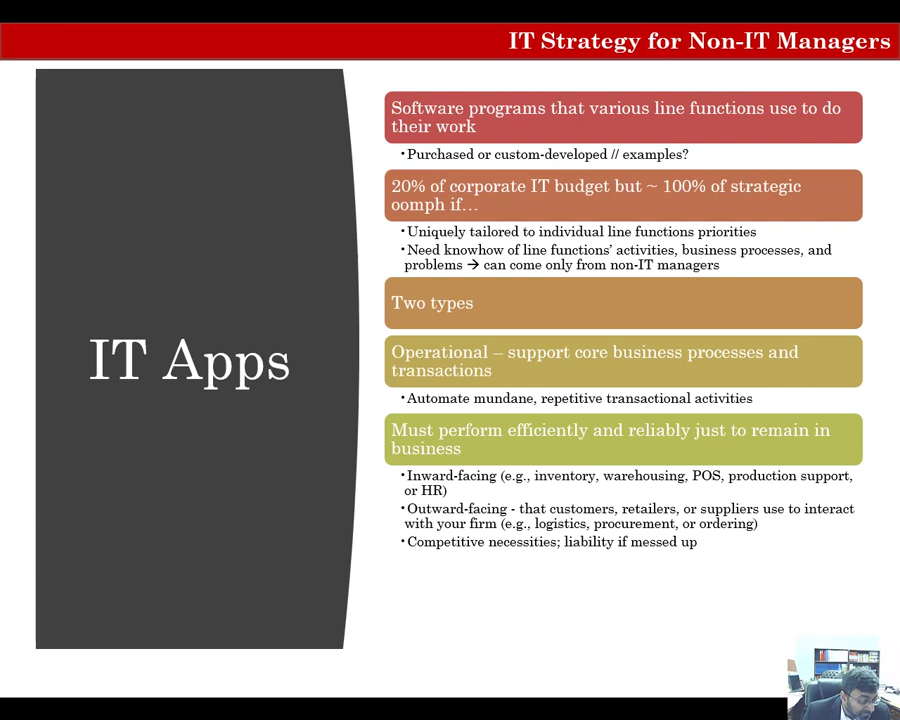 IT Strategy for Non-IT Managers
IT Apps
Software programs that various line functions use to do
their work
•Purchased or custom-developed // examples?
20% of corporate IT budget but ~ 100% of strategic
oomph if…
•Uniquely tailored to individual line functions priorities
•Need knowhow of line functions’ activities, business processes, and
problems → can come only from non-IT managers
Two types
Operational – support core business processes and
transactions
•Automate mundane, repetitive transactional activities
Must perform efficiently and reliably just to remain in
business
•Inward-facing (e.g., inventory, warehousing, POS, production support,
or HR)
•Outward-facing - that customers, retailers, or suppliers use to interact
with your firm (e.g., logistics, procurement, or ordering)
•Competitive necessities; liability if messed up